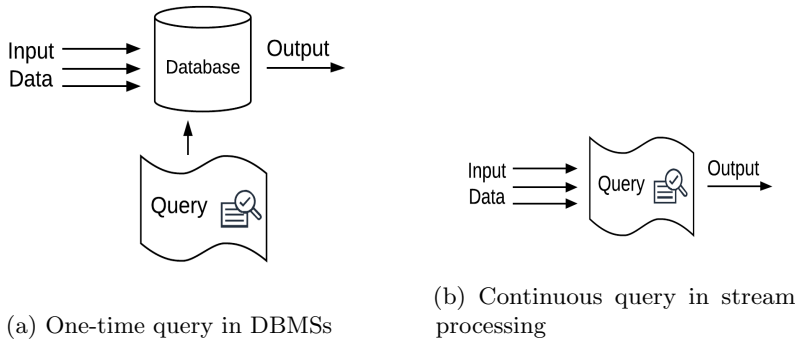 Input
Data
Database
Output
Query
(a) One-time query in DBMSs
Input
Data
Query
Output
(b) Continuous query in stream
processing